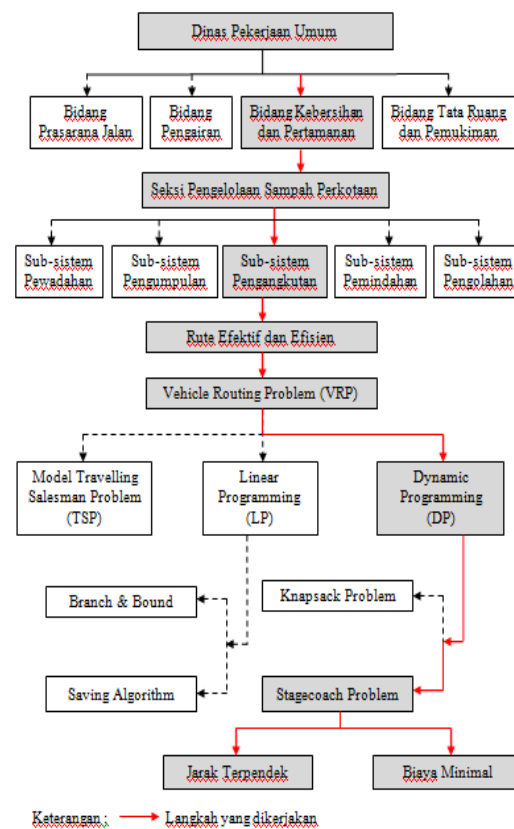 Dinas Pekerjaan Umum
Bidang
Prasarana Jalan
Bidang
Pengairan
Bidang Kebersihan
dan Pertamanan
Bidang Tata Ruang
dan Pemukiman
Seksi Pengelolaan Sampah Perkotaan
Sub-sistem
Pewadahan
Sub-sistem
Pengumpulan
Sub-sistem
Pengangkutan
Sub-sistem
Pemindahan
Sub-sistem
Pengolahan
Rute Efektif dan Efisien
Vehicle Routing Problem (VRP)
Model Travelling
Salesman Problem
(TSP)
Linear
Programming
(LP)
Dynamic
Programming
(DP)
Branch & Bound
Knapsack Problem
Saving Algorithm
Stagecoach Problem
Jarak Terpendek
Biaya Minimal
Keterangan : Langkah yang dikerjakan